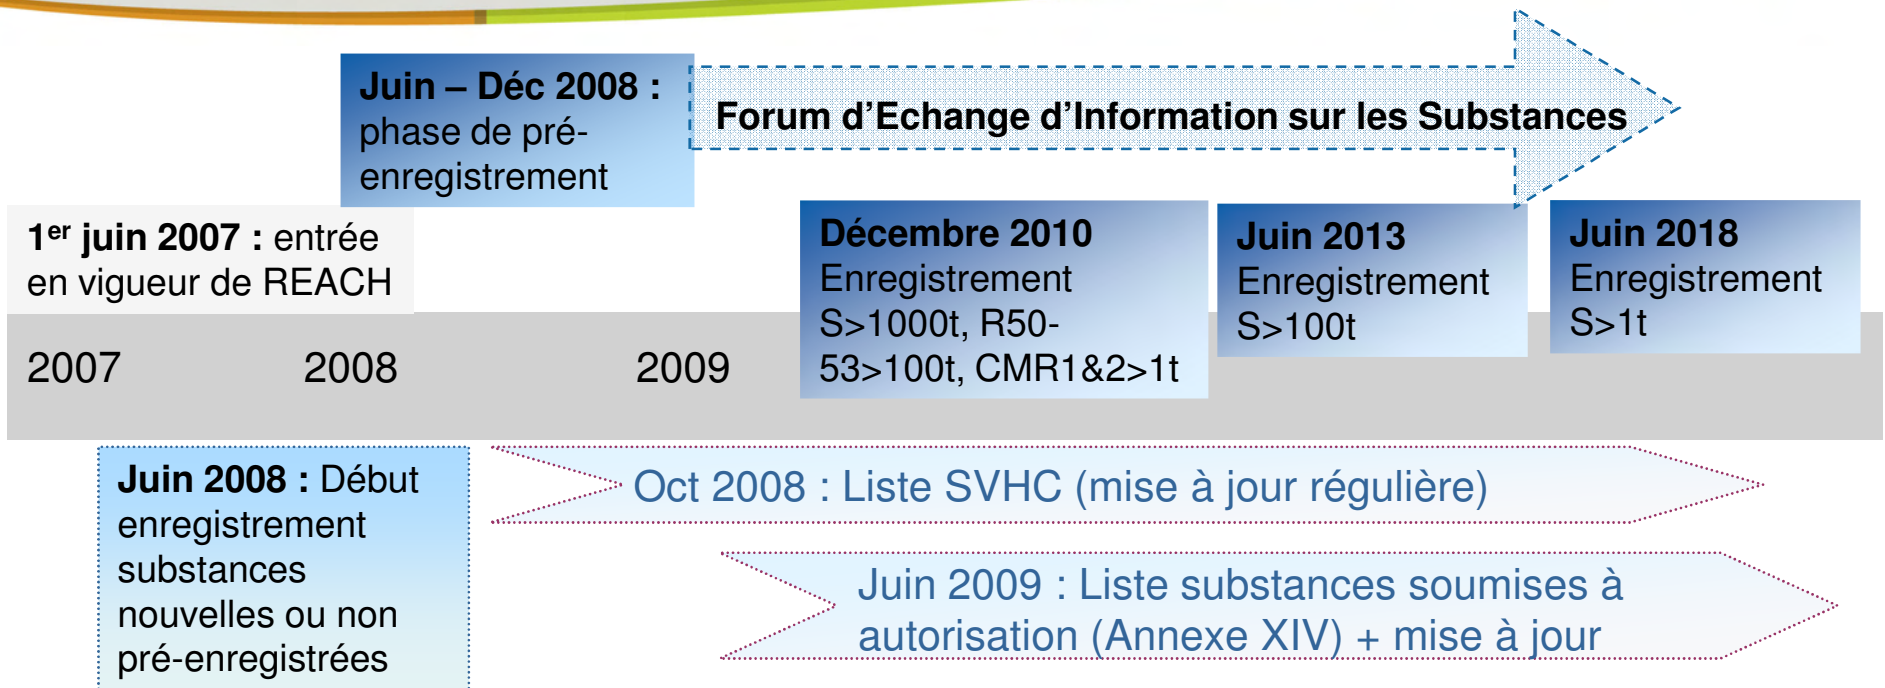 Juin – Déc 2008 :
phase de pré-
enregistrement
Forum d’Echange d’Information sur les Substances
1er juin 2007 : entrée
en vigueur de REACH
Décembre 2010
Enregistrement
S>1000t, R50-
53>100t, CMR1&2>1t
Juin 2013
Enregistrement
S>100t
Juin 2018
Enregistrement
S>1t
2007
2008
2009
Juin 2008 : Début
enregistrement
substances
nouvelles ou non
pré-enregistrées
Oct 2008 : Liste SVHC (mise à jour régulière)
Juin 2009 : Liste substances soumises à
autorisation (Annexe XIV) + mise à jour